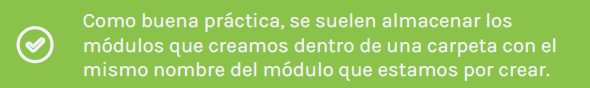 Como buena práctica, se suelen almacenar los
módulos que creamos dentro de una carpeta con el
mismo nombre del módulo que estamos por crear.